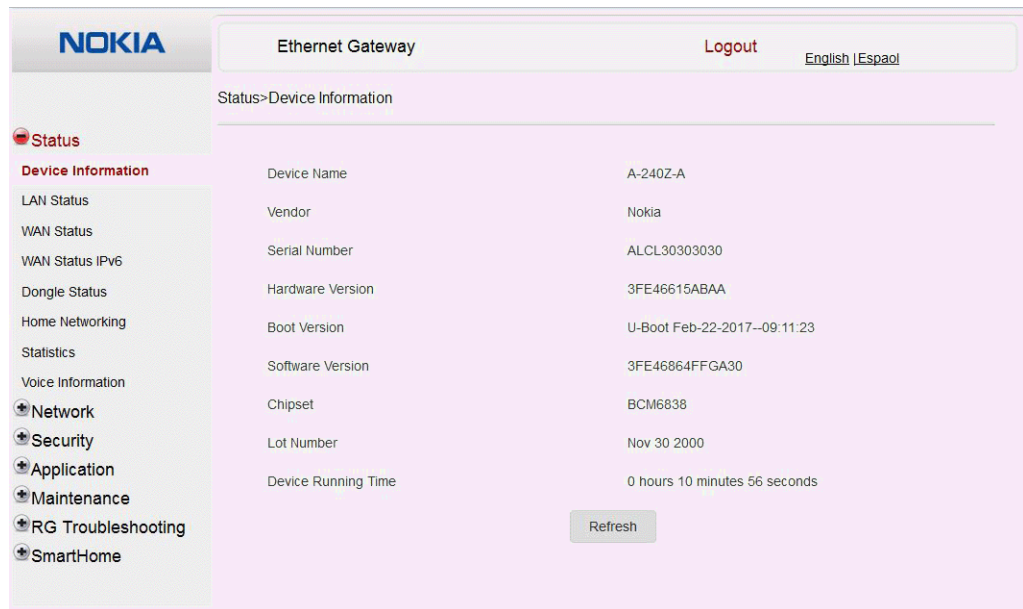 NOKIA
Ethernet Gateway
Logout
English | Espaol
Status>Device Information
Status
Device Information
LAN Status
WAN Status
WAN Status IPv6
Dongle Status
Home Networking
Statistics
Voice Information
Network
Security
Application
Maintenance
RG Troubleshooting
SmartHome
Device Name A-240Z-A
Vendor Nokia
Serial Number ALCL30303030
Hardware Version 3FE46615ABAA
Boot Version U-Boot Feb-22-2017--09:11:23
Software Version 3FE46864FFGA30
Chipset BCM6838
Lot Number Nov 30 2000
Device Running Time 0 hours 10 minutes 56 seconds
Refresh